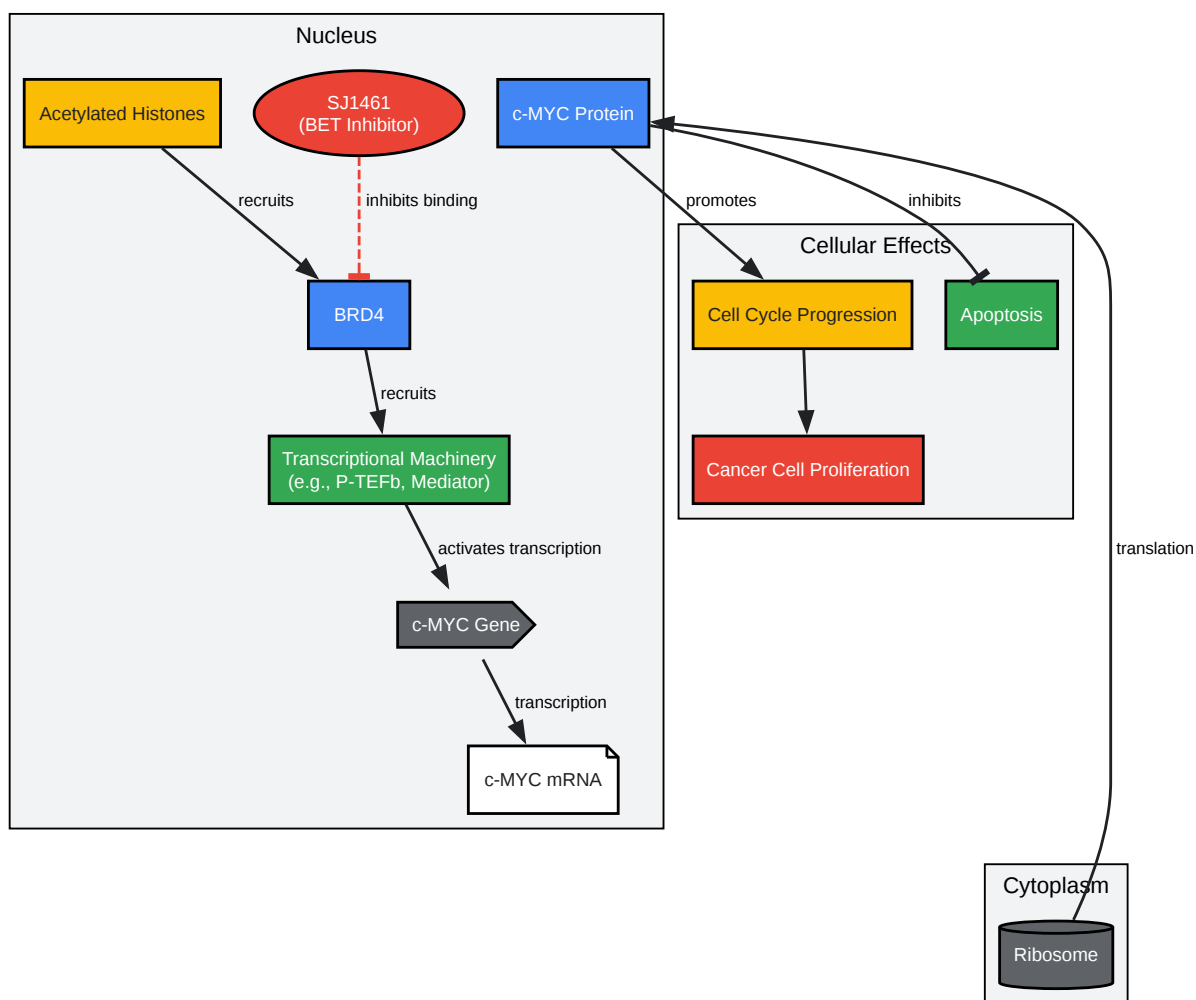 Nucleus
Acetylated Histones
SJ1461
(BET Inhibitor)
c-MYC Protein
recruits
inhibits binding
promotes
inhibits
Cellular Effects
BRD4
Cell Cycle Progression
Apoptosis
recruits
Transcriptional Machinery
(e.g., P-TEFb, Mediator)
Cancer Cell Proliferation
activates transcription
translation
c-MYC Gene
transcription
c-MYC mRNA
Cytoplasm
Ribosome